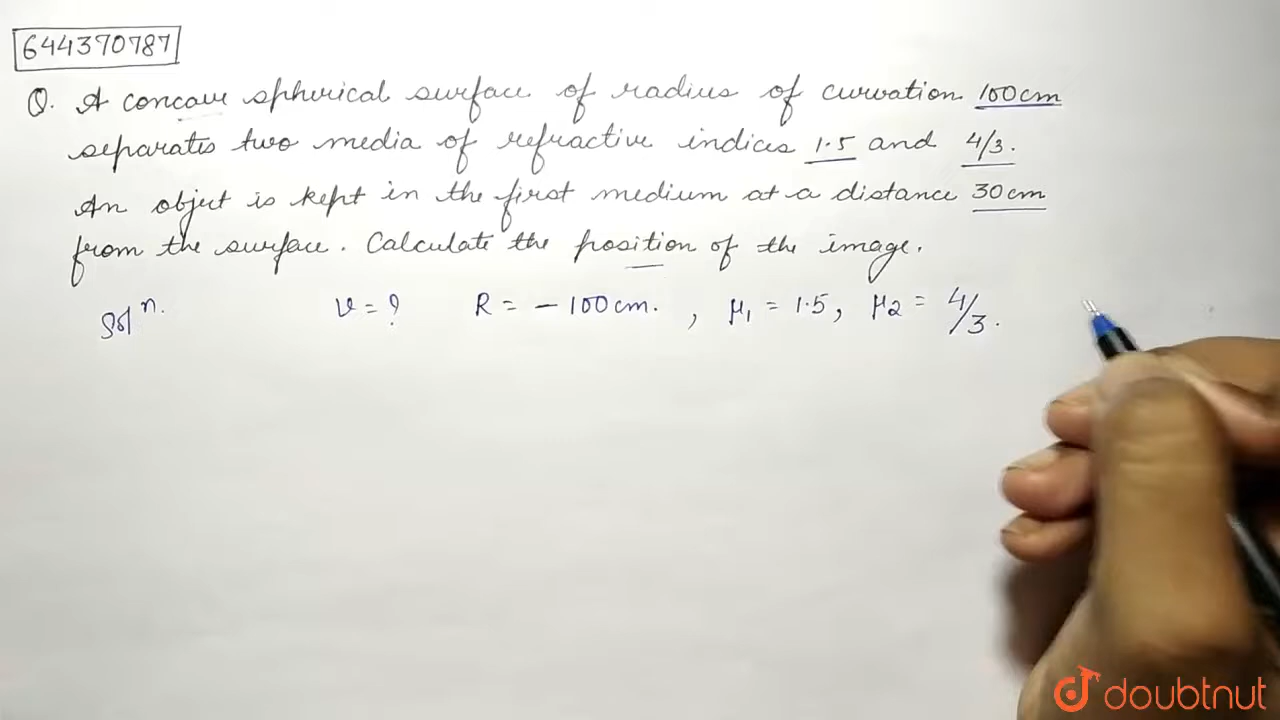 644370787
Q. A concave spherical surface of radius of curvation 100cm
separates two media of refractive indices 1.5 and 4/3.
An object is kept in the first medium at a distance 30cm
from the surface. Calculate the position of the image.
Solⁿ. v = ? R = - 100cm. , μ₁ = 1.5, μ₂ = 4/3.
doubtnut